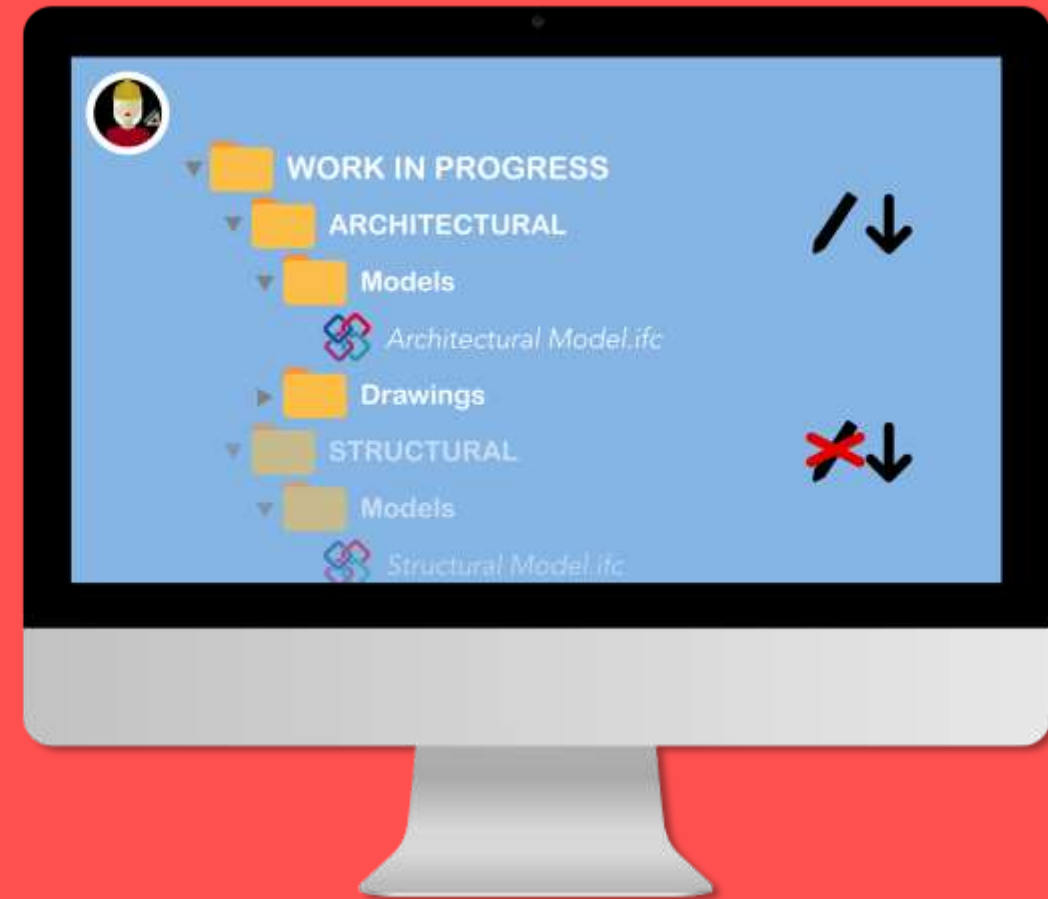 WORK IN PROGRESS
ARCHITECTURAL
Models
Architectural Model.ifc
Drawings
STRUCTURAL
Models
Structural Model.ifc